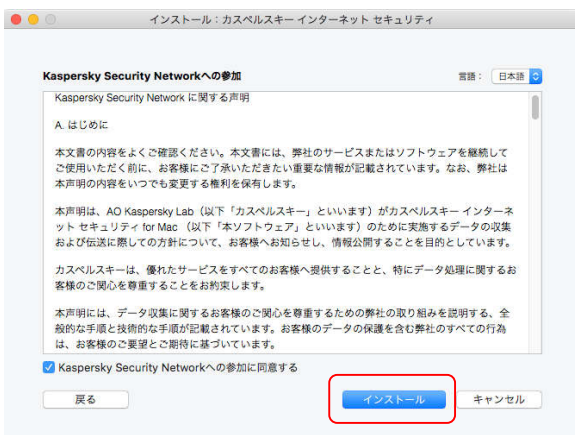 インストール：カスペルスキー インターネット セキュリティ
Kaspersky Security Networkへの参加
言語： 日本語
Kaspersky Security Network に関する声明
A. はじめに
本文書の内容をよくご確認ください。本文書には、弊社のサービスまたはソフトウェアを継続して
ご使用いただく前に、お客様にご了承いただきたい重要な情報が記載されています。なお、弊社は
本声明の内容をいつでも変更する権利を保有します。
本声明は、AO Kaspersky Lab（以下「カスペルスキー」といいます）がカスペルスキー インターネ
ット セキュリティ for Mac （以下「本ソフトウェア」といいます）のために実施するデータの収集
および伝送に際しての方針について、お客様へお知らせし、情報公開することを目的としています。
カスペルスキーは、優れたサービスをすべてのお客様へ提供することと、特にデータ処理に関するお
客様のご関心を尊重することをお約束します。
本声明には、データ収集に関するお客様のご関心を尊重するための弊社の取り組みを説明する、全
般的な手順と技術的な手順が記載されています。お客様のデータの保護を含む弊社のすべての行為
は、お客様のご要望とご期待に基づいています。
Kaspersky Security Networkへの参加に同意する
戻る
インストール
キャンセル